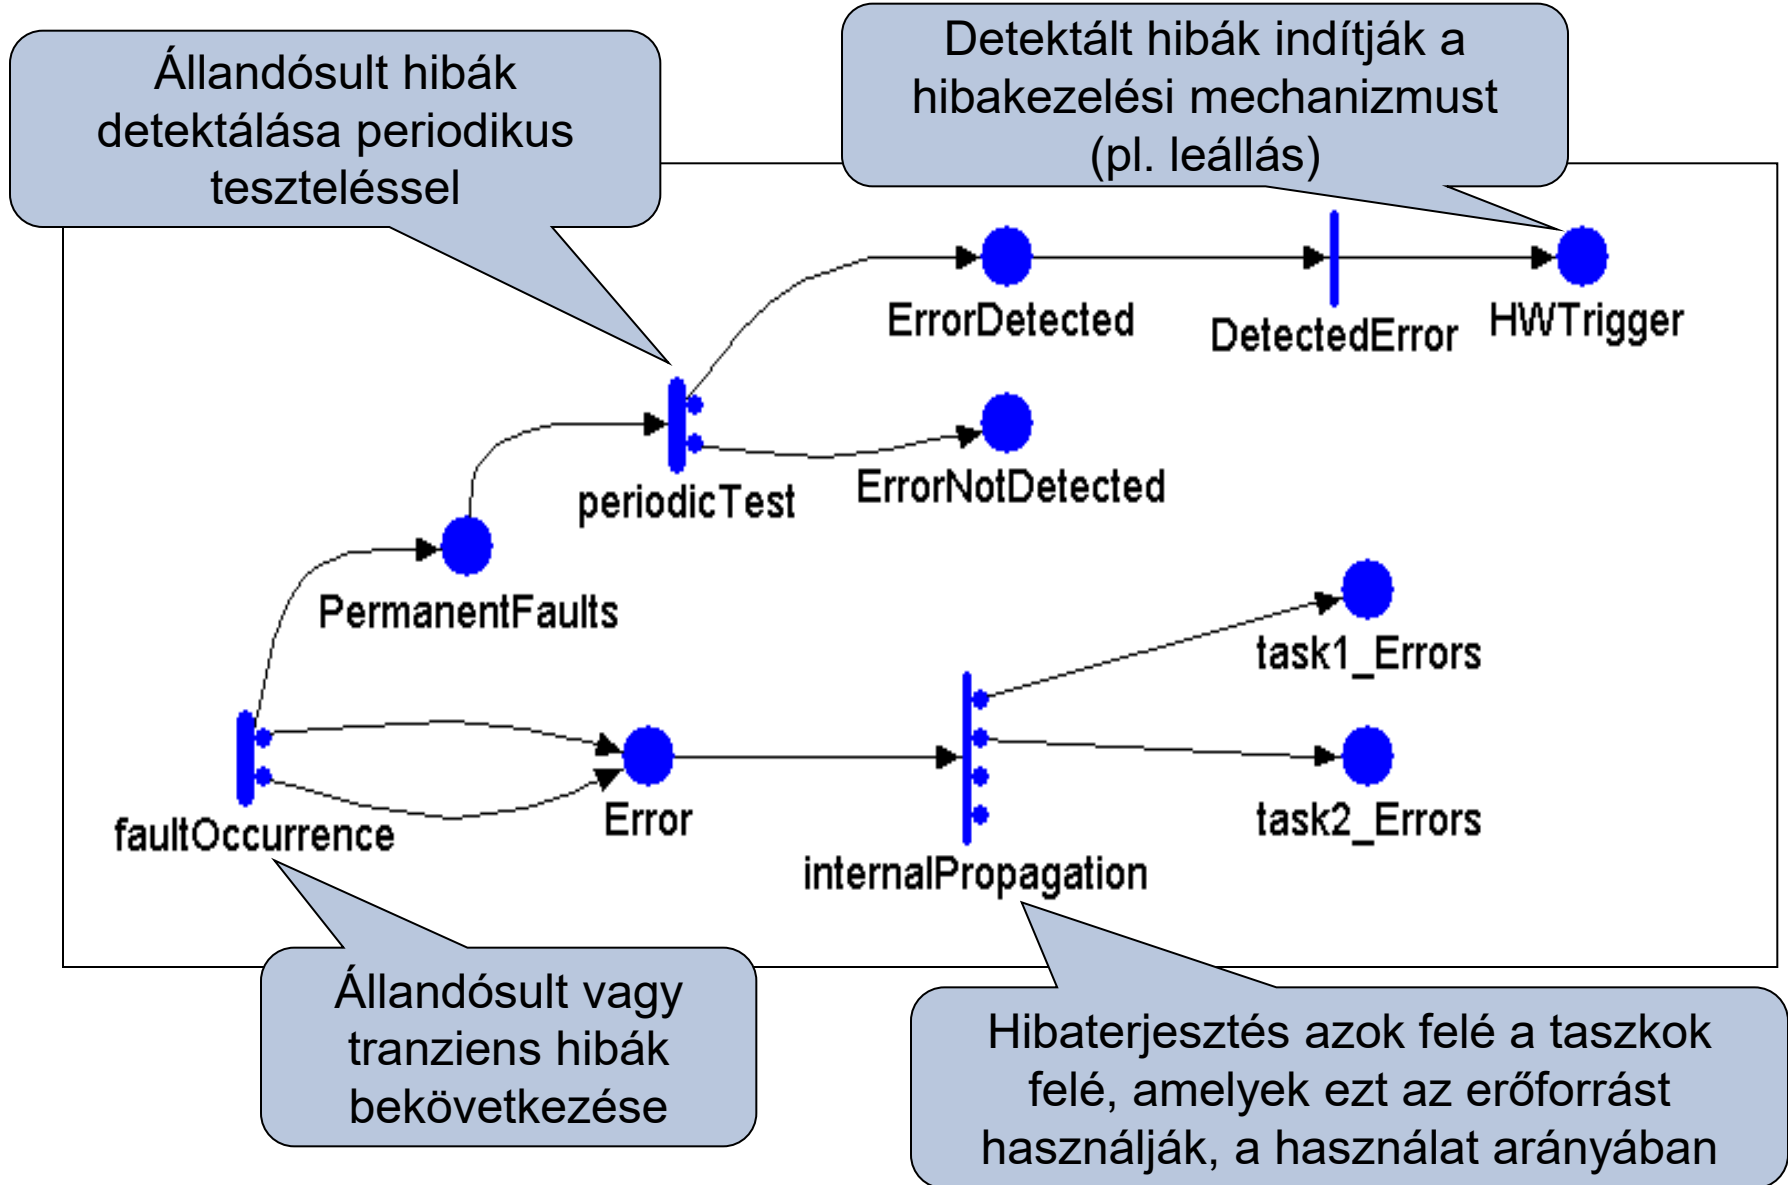 Állandósult hibák
detektálása periodikus
teszteléssel
Detektált hibák indítják a
hibakezelési mechanizmust
(pl. leállás)
ErrorDetected
DetectedError
HWTrigger
periodicTest
ErrorNotDetected
PermanentFaults
task1_Errors
faultOccurrence
Error
task2_Errors
internalPropagation
Állandósult vagy
tranziens hibák
bekövetkezése
Hibaterjesztés azok felé a taszkok
felé, amelyek ezt az erőforrást
használják, a használat arányában